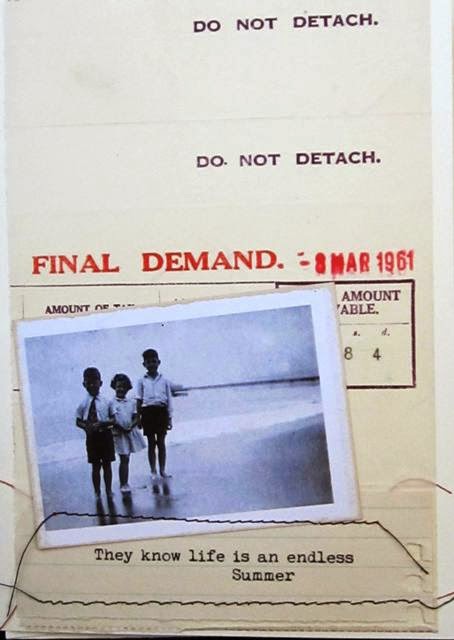 DO NOT DETACH.
DO. NOT DETACH.
FINAL DEMAND. -8 MAR 1961
AMOUNT OF
AMOUNT
s. d.
8 4
They know life is an endless
Summer